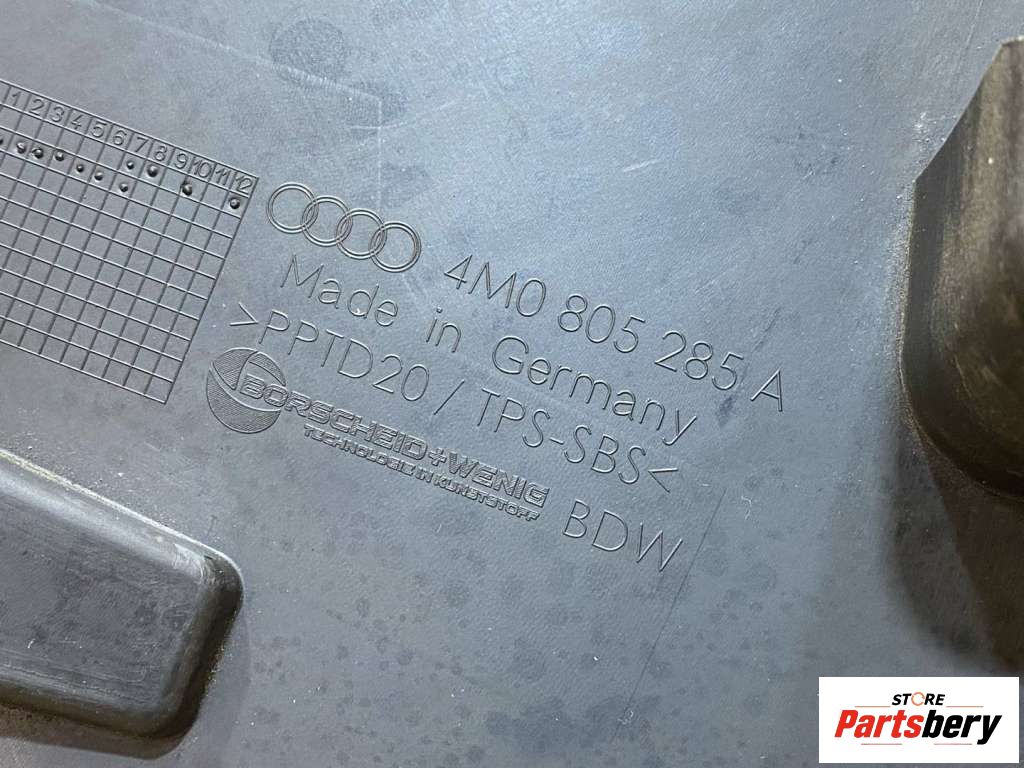 1 2 3 4 5 6 7 8 9 10 11 12
4M0 805 285 A
Made in Germany
>PPTD20 / TPS-SBS<
BORSCHEID+WENIG
TECHNOLOGIE IN KUNSTSTOFF
BDW
STORE
Partsbery